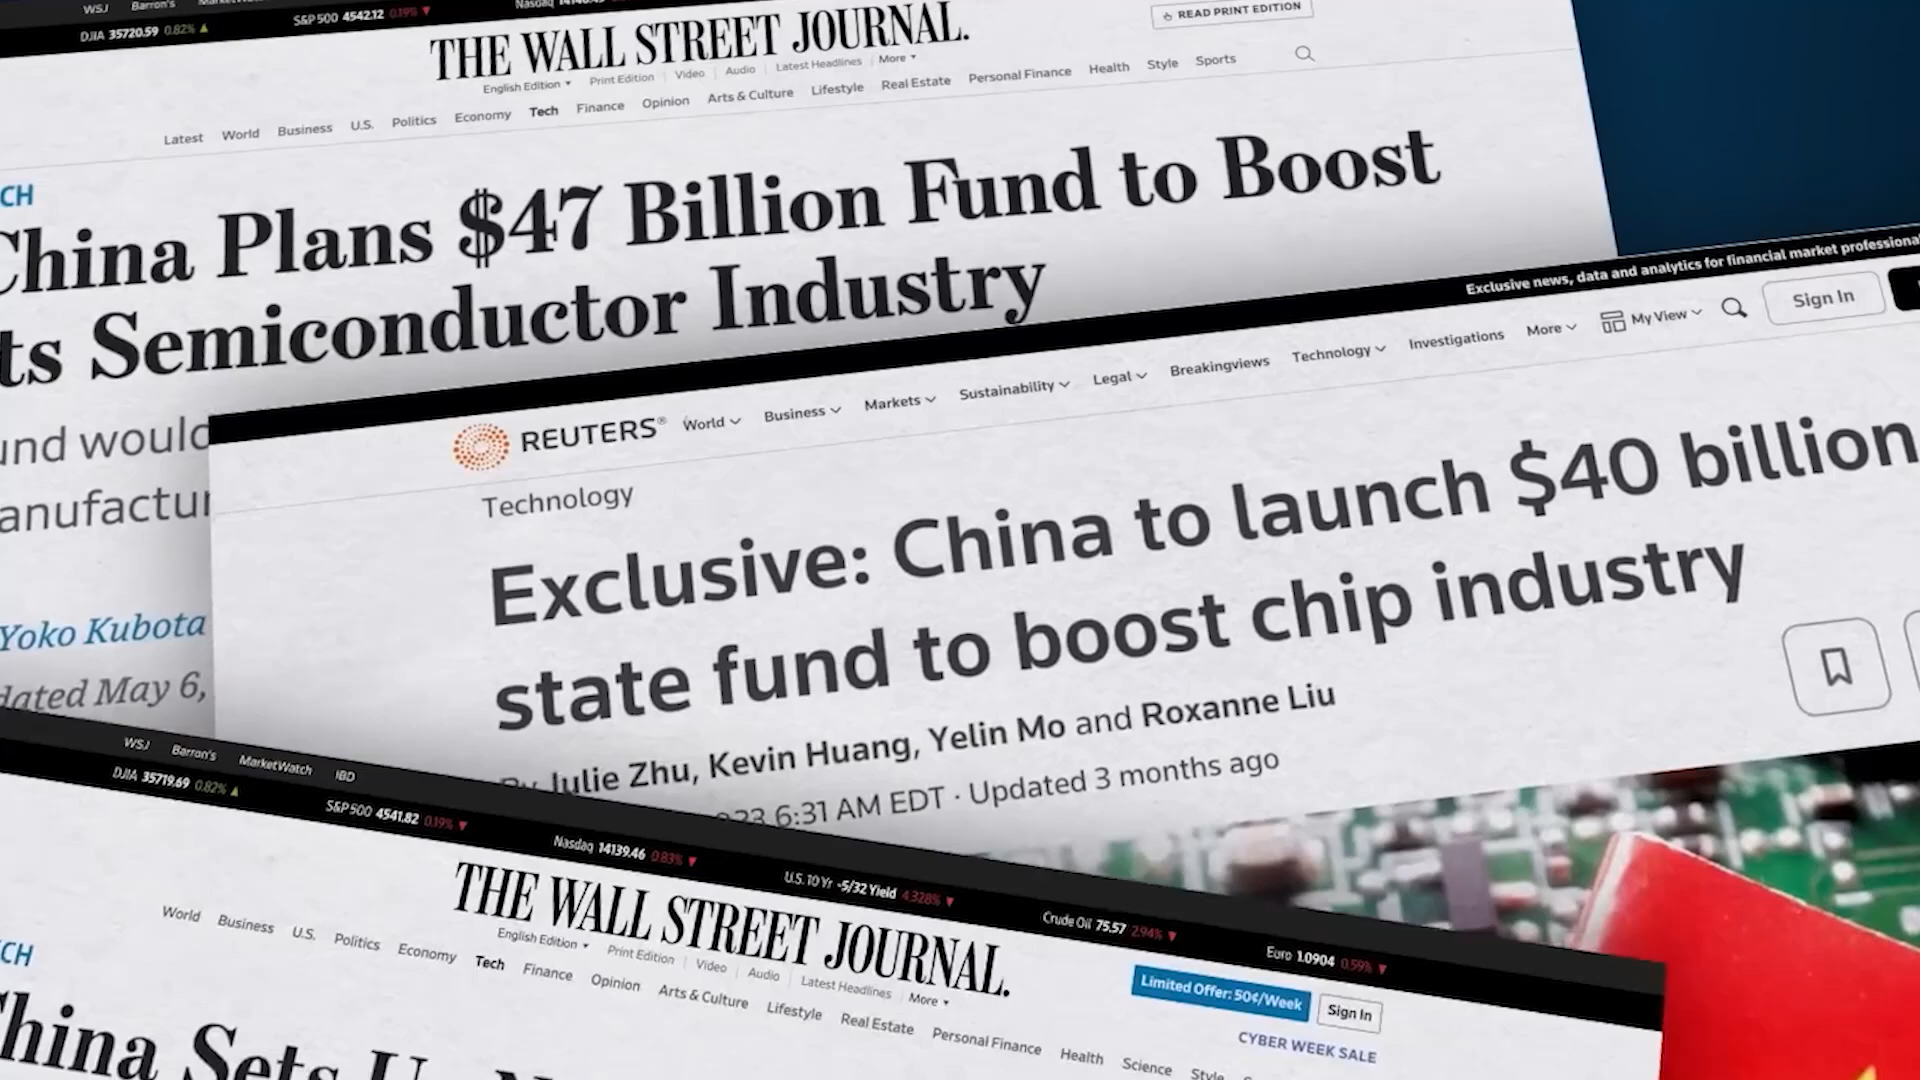 WSJ Barron's
DJIA 35720.59 0.82% S&P 500 4542.12 0.19% Nasdaq
THE WALL STREET JOURNAL.
READ PRINT EDITION
English Edition Print Edition Video Audio Latest Headlines More
Latest World Business U.S. Politics Economy Tech Finance Opinion Arts & Culture Lifestyle Real Estate Personal Finance Health Style Sports
CH
China Plans $47 Billion Fund to Boost
ts Semiconductor Industry
und would
anufactur
Yoko Kubota
dated May 6,
Exclusive news, data and analytics for financial market professional
REUTERS® World Business Markets Sustainability Legal Breakingviews Technology Investigations More My View Sign In
Technology
Exclusive: China to launch $40 billion
state fund to boost chip industry
By Julie Zhu, Kevin Huang, Yelin Mo and Roxanne Liu
023 6:31 AM EDT · Updated 3 months ago
WSJ Barron's MarketWatch IBD
DJIA 35719.69 0.82% S&P 500 4541.82 0.19% Nasdaq 14139.46 0.83% U.S. 10 Yr -5/32 Yield 4.328% Crude Oil 75.57 2.94% Euro 1.0904 0.59%
THE WALL STREET JOURNAL.
English Edition Print Edition Video Audio Latest Headlines More
Limited Offer: 50¢/Week Sign In
CYBER WEEK SALE
World Business U.S. Politics Economy Tech Finance Opinion Arts & Culture Lifestyle Real Estate Personal Finance Health Science Style
CH
China Sets